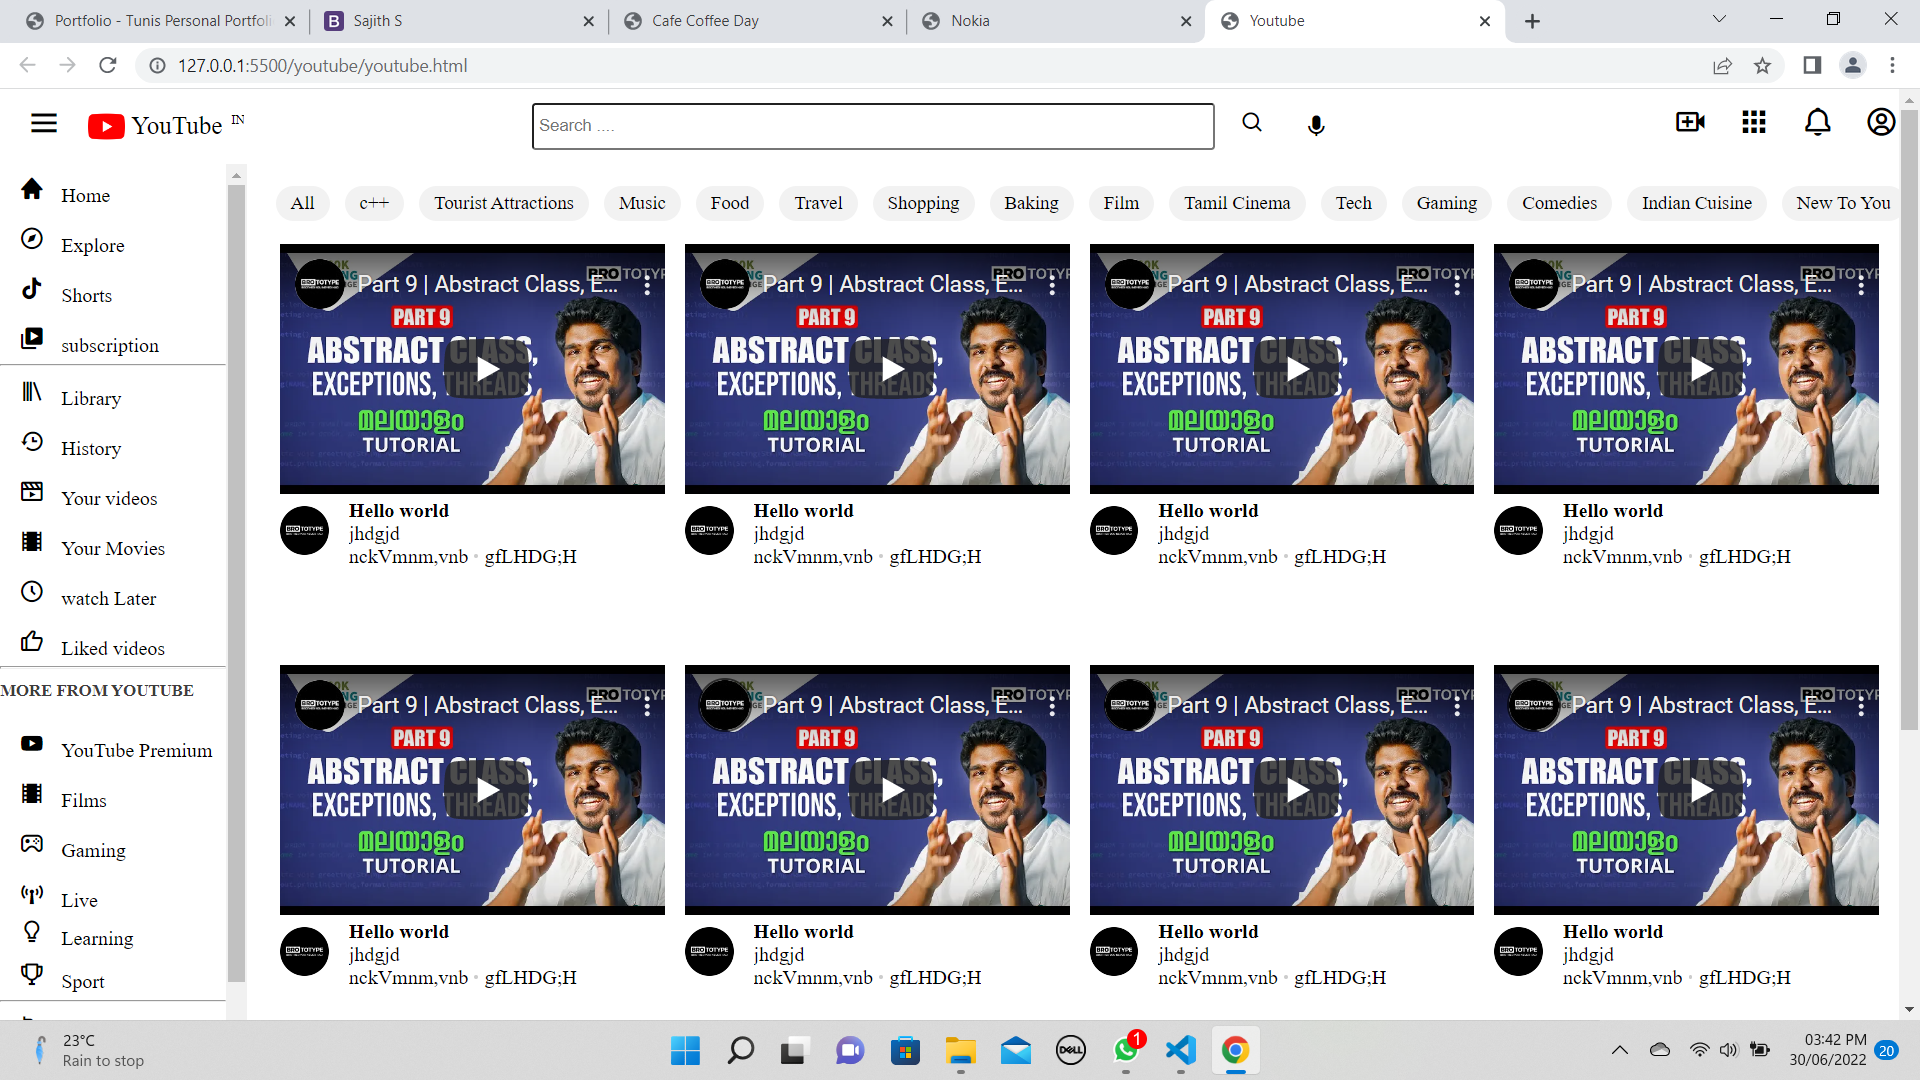 Portfolio - Tunis Personal Portfoli
Sajith S
Cafe Coffee Day
Nokia
Youtube
127.0.0.1:5500/youtube/youtube.html
YouTube IN
Search ....
Home
Explore
Shorts
subscription
Library
History
Your videos
Your Movies
watch Later
Liked videos
MORE FROM YOUTUBE
YouTube Premium
Films
Gaming
Live
Learning
Sport
All c++ Tourist Attractions Music Food Travel Shopping Baking Film Tamil Cinema Tech Gaming Comedies Indian Cuisine New To You
Part 9 | Abstract Class, E...
BROTOTYPE
PART 9
ABSTRACT CLASS,
EXCEPTIONS, THREADS
മലയാളം
TUTORIAL
Hello world
jhdgjd
nckVmnm,vnb • gfLHDG;H
Part 9 | Abstract Class, E...
BROTOTYPE
PART 9
ABSTRACT CLASS,
EXCEPTIONS, THREADS
മലയാളം
TUTORIAL
Hello world
jhdgjd
nckVmnm,vnb • gfLHDG;H
Part 9 | Abstract Class, E...
BROTOTYPE
PART 9
ABSTRACT CLASS,
EXCEPTIONS, THREADS
മലയാളം
TUTORIAL
Hello world
jhdgjd
nckVmnm,vnb • gfLHDG;H
Part 9 | Abstract Class, E...
BROTOTYPE
PART 9
ABSTRACT CLASS,
EXCEPTIONS, THREADS
മലയാളം
TUTORIAL
Hello world
jhdgjd
nckVmnm,vnb • gfLHDG;H
Part 9 | Abstract Class, E...
BROTOTYPE
PART 9
ABSTRACT CLASS,
EXCEPTIONS, THREADS
മലയാളം
TUTORIAL
Hello world
jhdgjd
nckVmnm,vnb • gfLHDG;H
Part 9 | Abstract Class, E...
BROTOTYPE
PART 9
ABSTRACT CLASS,
EXCEPTIONS, THREADS
മലയാളം
TUTORIAL
Hello world
jhdgjd
nckVmnm,vnb • gfLHDG;H
Part 9 | Abstract Class, E...
BROTOTYPE
PART 9
ABSTRACT CLASS,
EXCEPTIONS, THREADS
മലയാളം
TUTORIAL
Hello world
jhdgjd
nckVmnm,vnb • gfLHDG;H
Part 9 | Abstract Class, E...
BROTOTYPE
PART 9
ABSTRACT CLASS,
EXCEPTIONS, THREADS
മലയാളം
TUTORIAL
Hello world
jhdgjd
nckVmnm,vnb • gfLHDG;H
23°C
Rain to stop
DELL
1
03:42 PM
30/06/2022
20